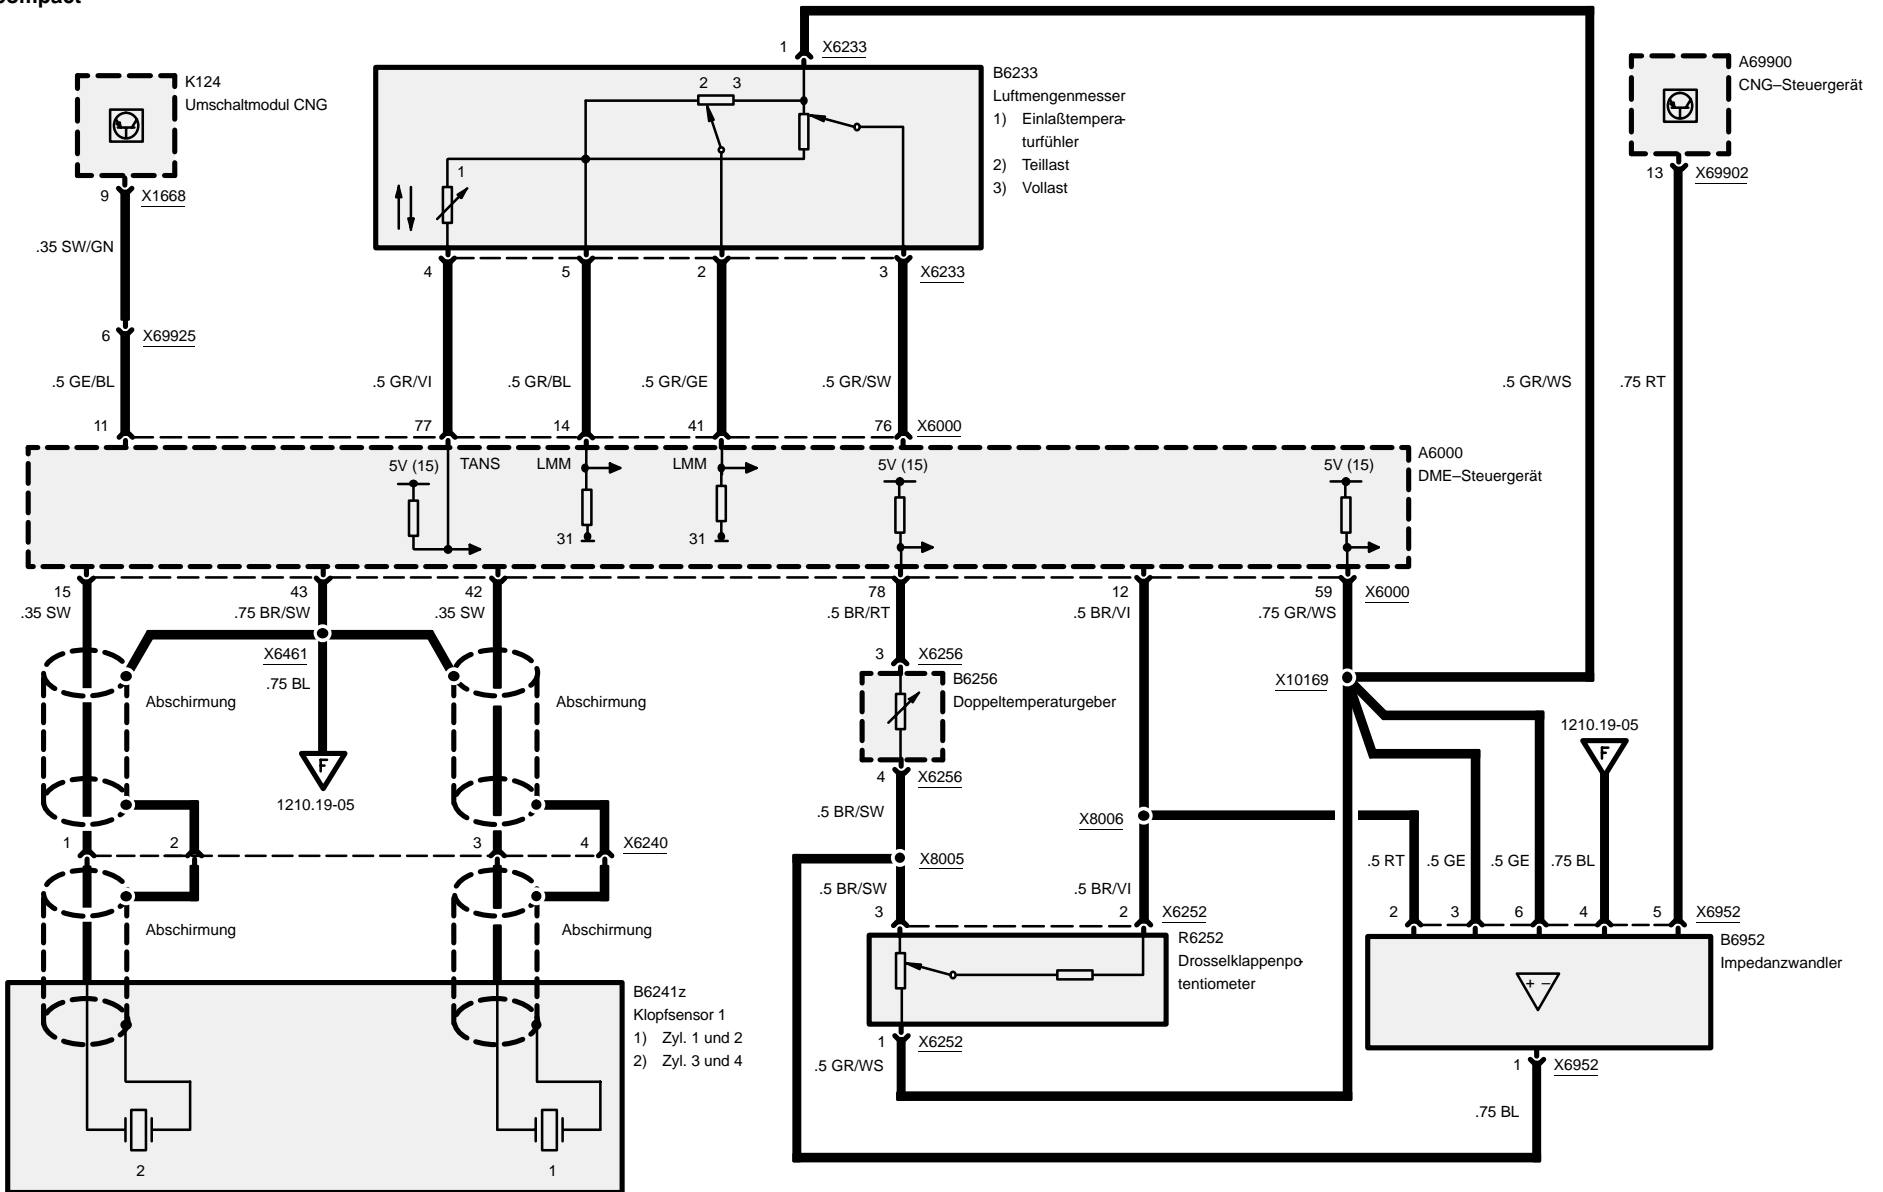 compact
1 X6233
K124
Umschaltmodul CNG
2 3
1
B6233
Luftmengenmesser
1) Einlaßtempera-
turfühler
2) Teillast
3) Vollast
A69900
CNG–Steuergerät
9 X1668
13 X69902
.35 SW/GN
4 5 2 3 X6233
6 X69925
.5 GE/BL .5 GR/VI .5 GR/BL .5 GR/GE .5 GR/SW .5 GR/WS .75 RT
11 77 14 41 76 X6000
A6000
DME–Steuergerät
5V (15) TANS LMM LMM 5V (15) 5V (15)
31 31
15 43 42 78 12 59 X6000
.35 SW .75 BR/SW .35 SW .5 BR/RT .5 BR/VI .75 GR/WS
X6461
3 X6256
.75 BL
B6256
Doppeltemperaturgeber
X10169
Abschirmung Abschirmung
1210.19-05
F
F
1210.19-05
4 X6256
.5 BR/SW
X8006
1 2 3 4 X6240
X8005
.5 RT .5 GE .5 GE .75 BL
.5 BR/SW .5 BR/VI
3 2 X6252
2 3 6 4 5 X6952
Abschirmung Abschirmung
R6252
Drosselklappenpo-
tentiometer
B6952
Impedanzwandler
+ –
B6241z
Klopfsensor 1
1) Zyl. 1 und 2
2) Zyl. 3 und 4
1 X6252
.5 GR/WS
1 X6952
.75 BL
2 1